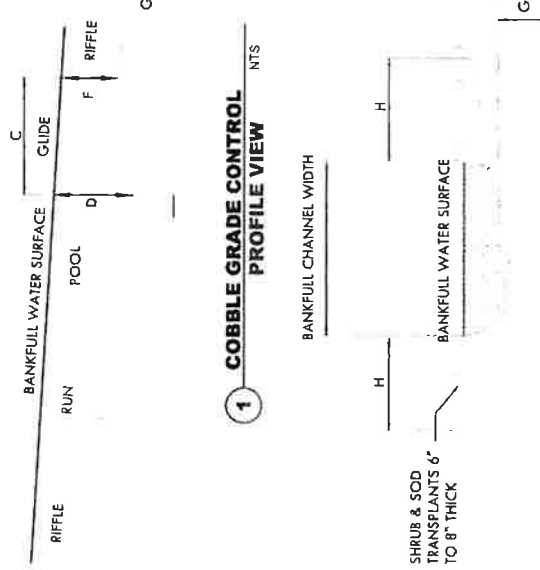 G
C
BANKFULL WATER SURFACE
GLIDE
RIFFLE
RIFFLE
RUN
POOL
D
F
1
COBBLE GRADE CONTROL
PROFILE VIEW
NTS
BANKFULL CHANNEL WIDTH
H
H
BANKFULL WATER SURFACE
SHRUB & SOD
TRANSPLANTS 6"
TO 8" THICK
G